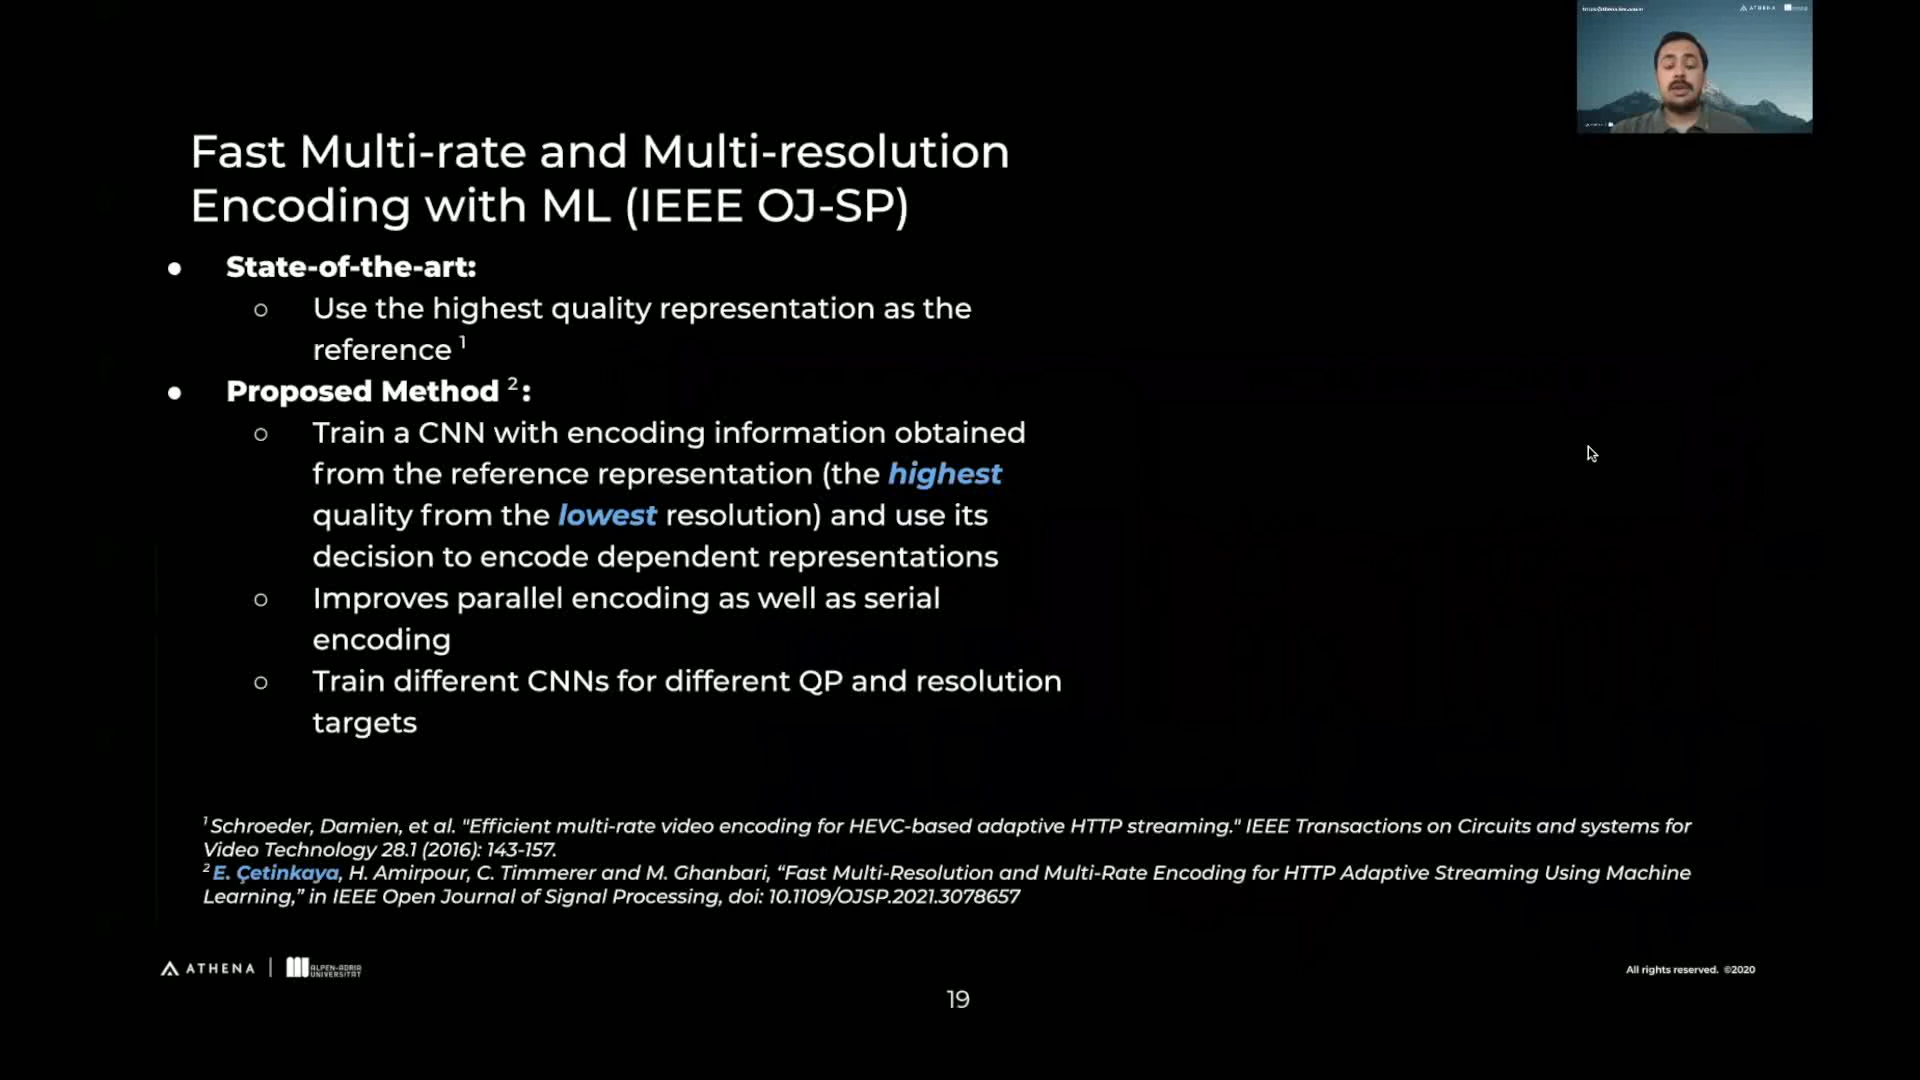 ATHENA
Fast Multi-rate and Multi-resolution
Encoding with ML (IEEE OJ-SP)
● State-of-the-art:
○ Use the highest quality representation as the
reference ¹
● Proposed Method ²:
○ Train a CNN with encoding information obtained
from the reference representation (the highest
quality from the lowest resolution) and use its
decision to encode dependent representations
○ Improves parallel encoding as well as serial
encoding
○ Train different CNNs for different QP and resolution
targets
¹ Schroeder, Damien, et al. "Efficient multi-rate video encoding for HEVC-based adaptive HTTP streaming." IEEE Transactions on Circuits and systems for
Video Technology 28.1 (2016): 143-157.
² E. Çetinkaya, H. Amirpour, C. Timmerer and M. Ghanbari, “Fast Multi-Resolution and Multi-Rate Encoding for HTTP Adaptive Streaming Using Machine
Learning,” in IEEE Open Journal of Signal Processing, doi: 10.1109/OJSP.2021.3078657
ATHENA | ALPEN-ADRIA
UNIVERSITÄT
All rights reserved. ©2020
19